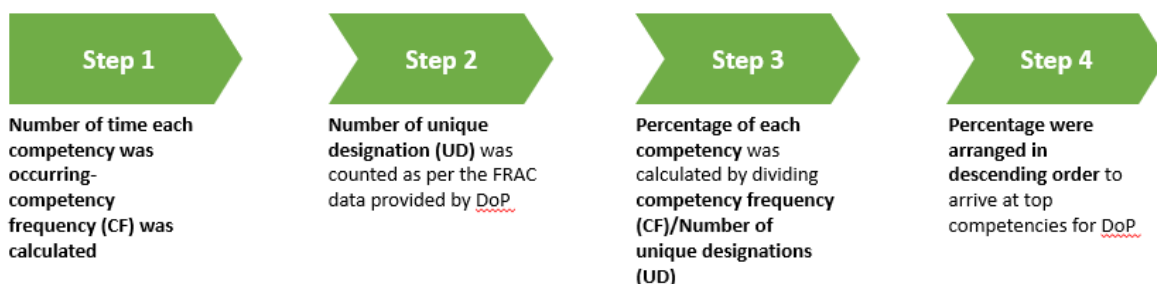 Step 1
Number of time each
competency was
occurring-
competency
frequency (CF) was
calculated
Step 2
Number of unique
designation (UD) was
counted as per the FRAC
data provided by DoP
Step 3
Percentage of each
competency was
calculated by dividing
competency frequency
(CF)/Number of
unique designations
(UD)
Step 4
Percentage were
arranged in
descending order to
arrive at top
competencies for DoP